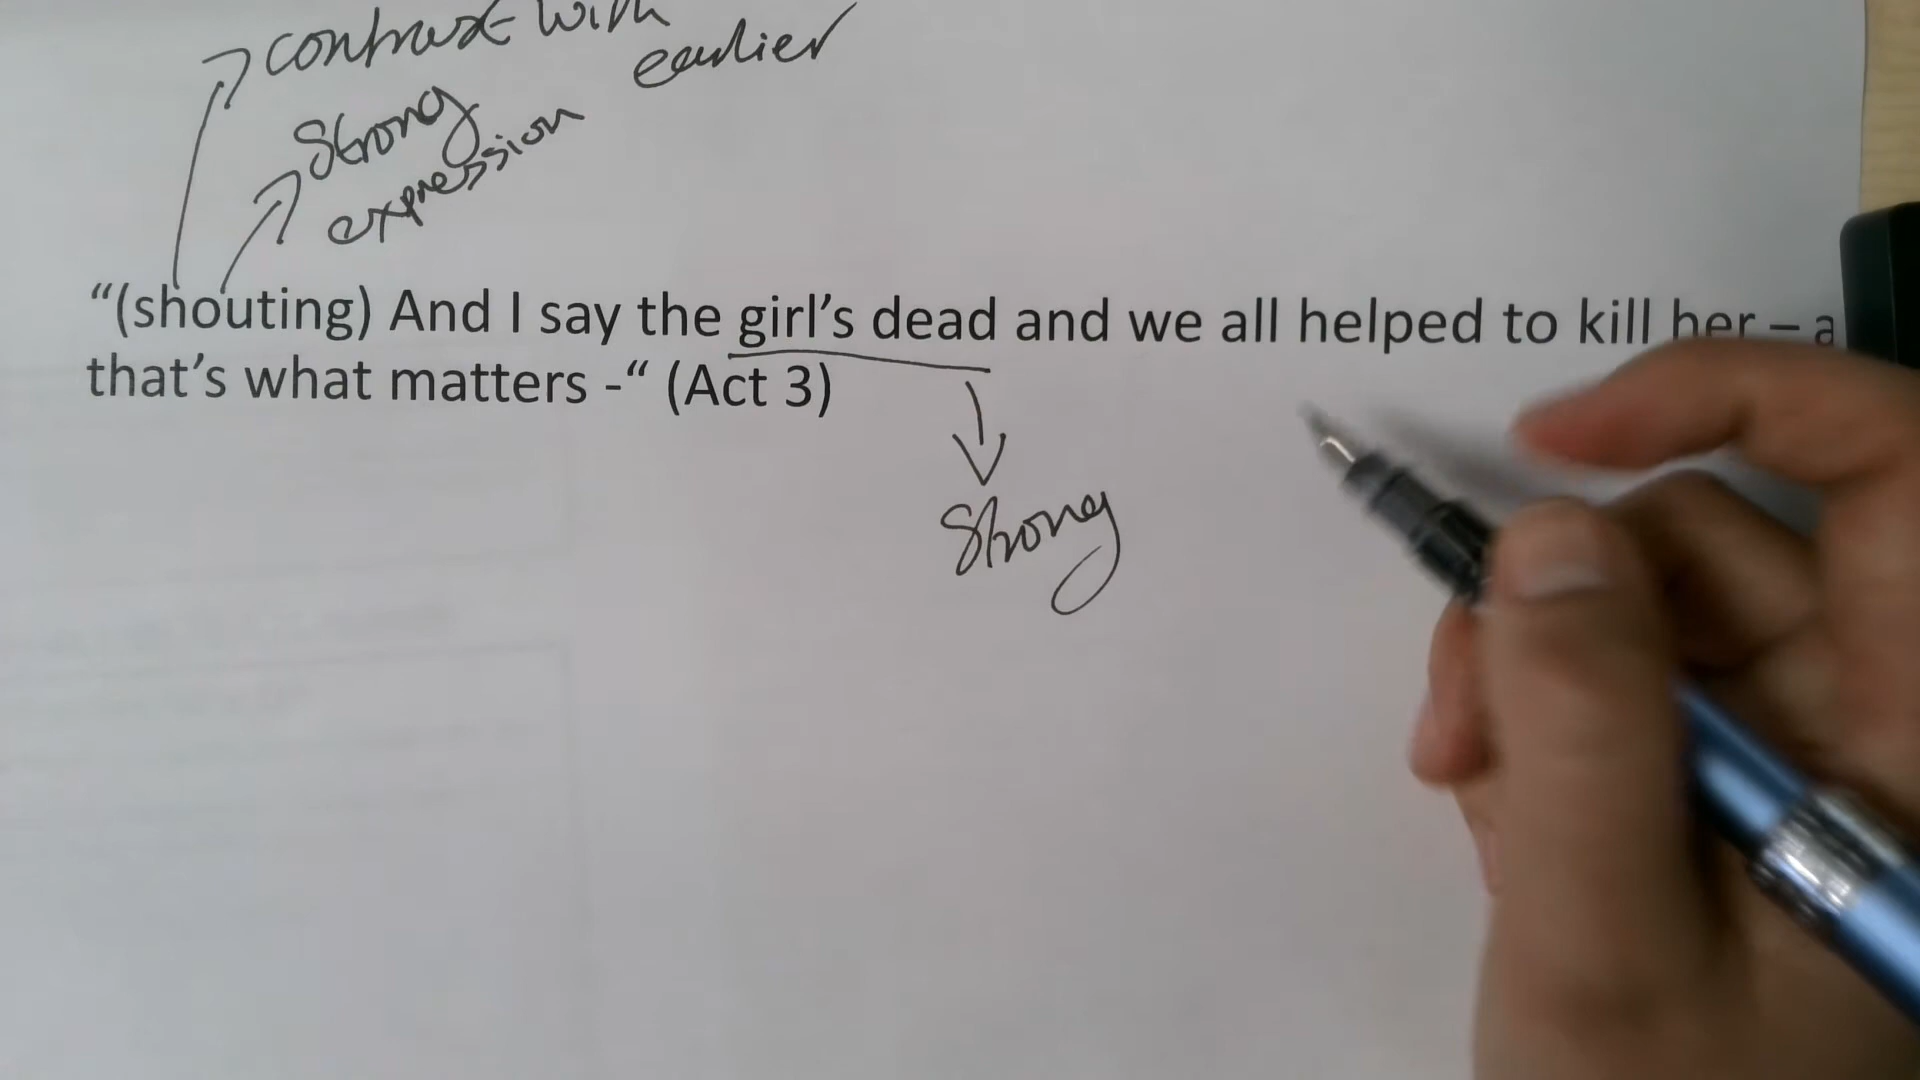 contrast with
earlier
Strong
expression
“(shouting) And I say the girl’s dead and we all helped to kill her – a
that’s what matters -“ (Act 3)
Strong